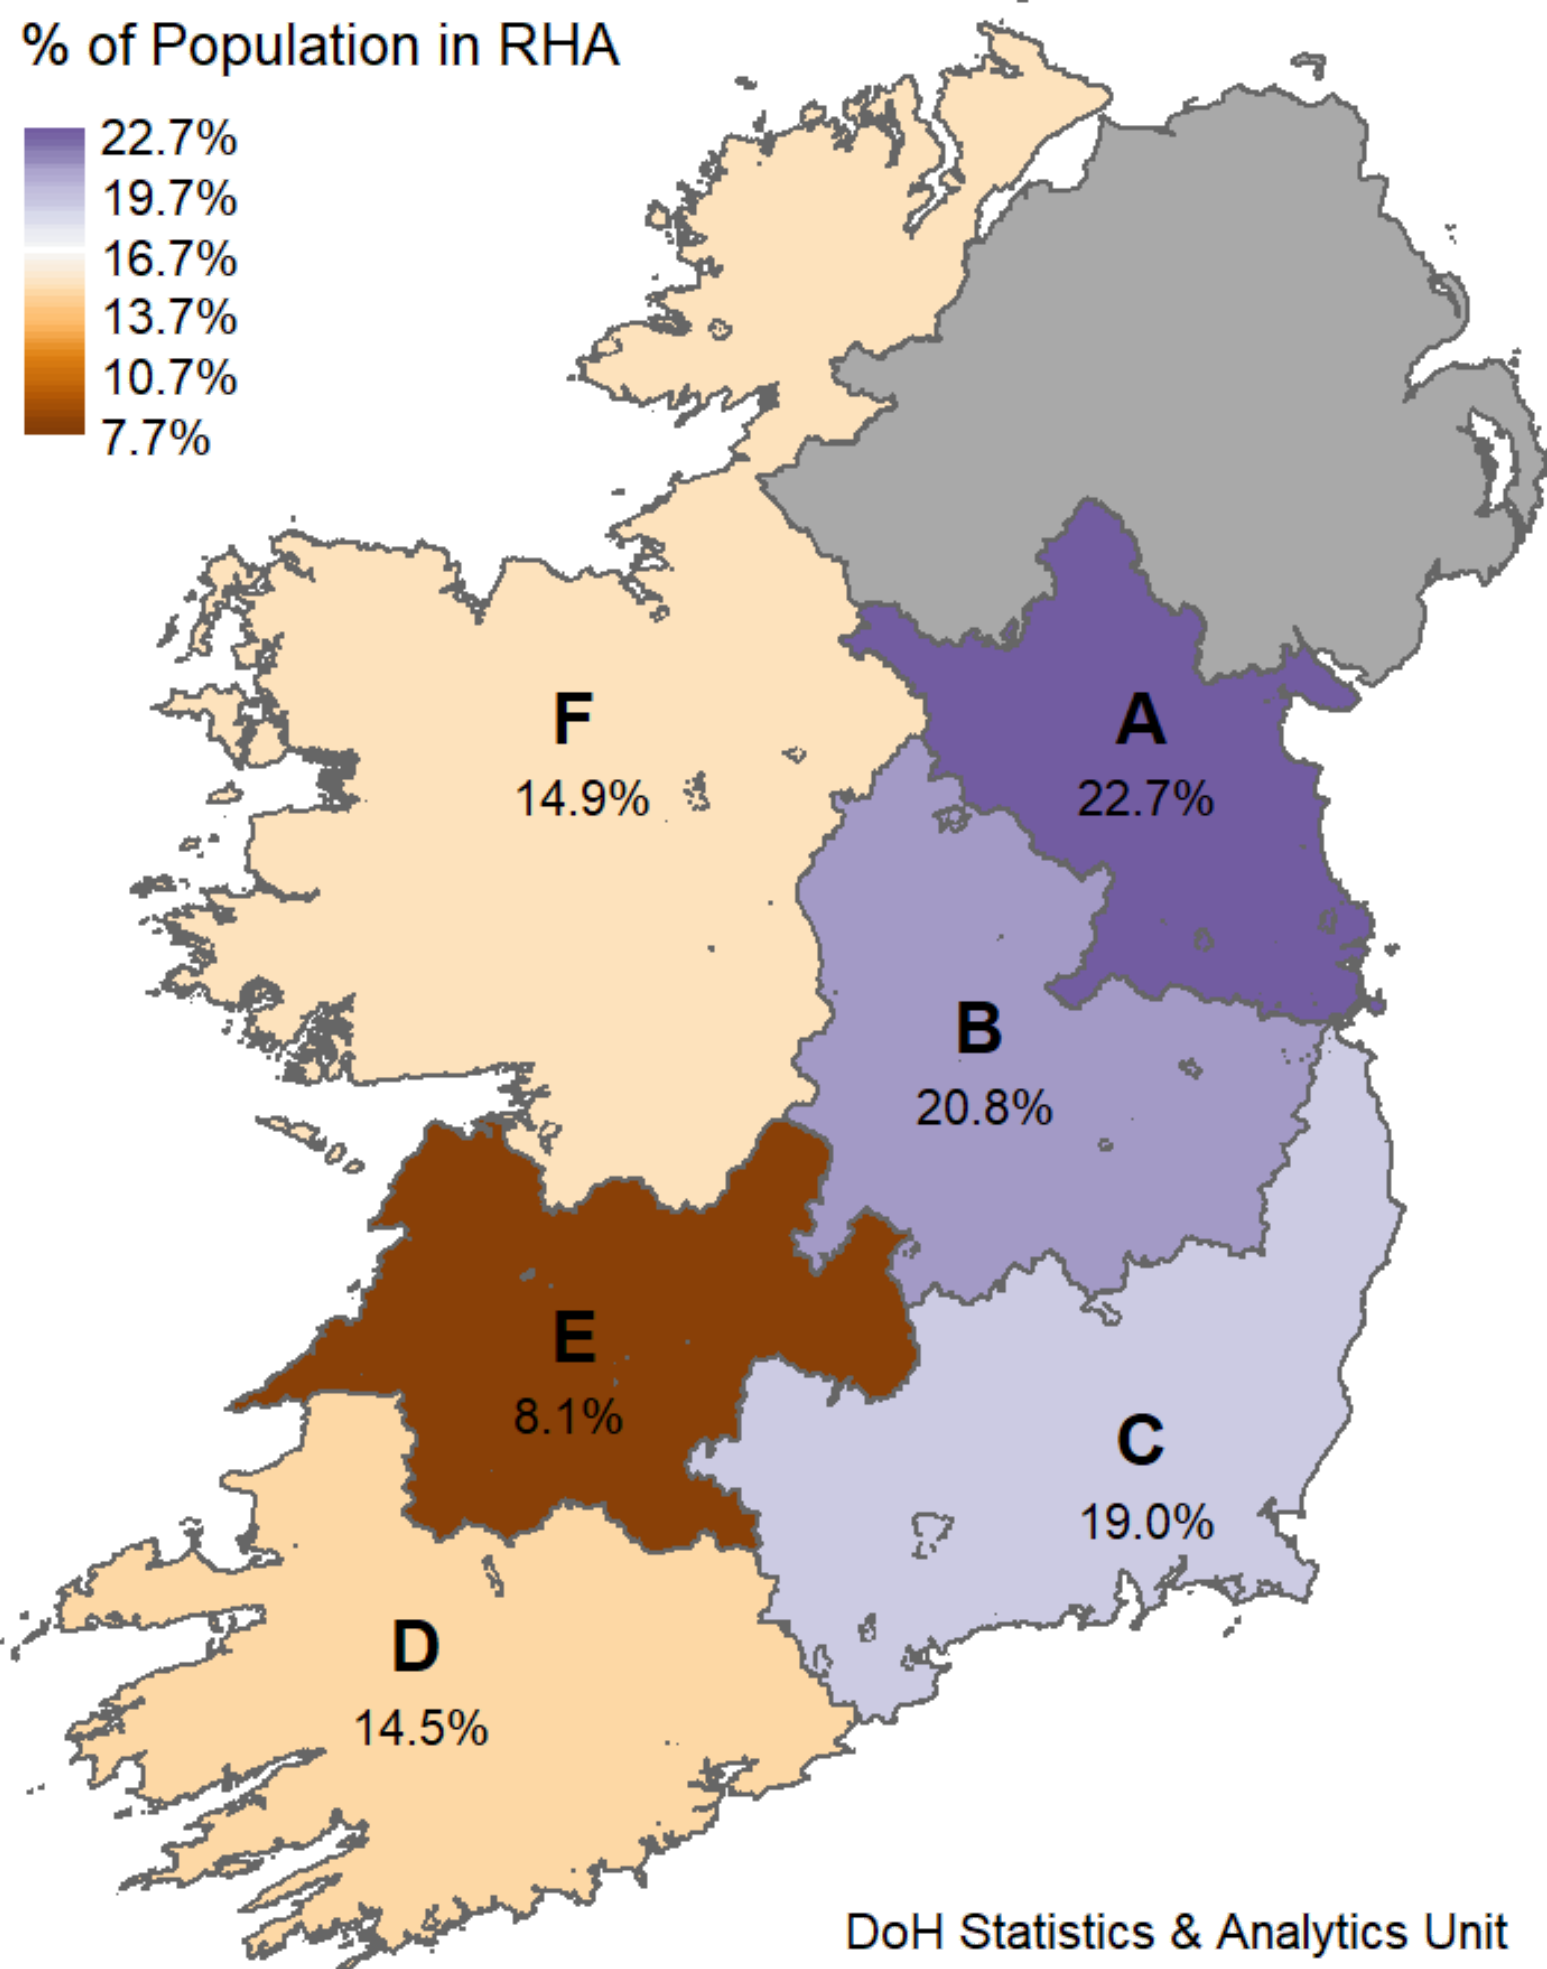 % of Population in RHA
22.7%
19.7%
16.7%
13.7%
10.7%
7.7%
F
14.9%
A
22.7%
B
20.8%
E
8.1%
C
19.0%
D
14.5%
DoH Statistics & Analytics Unit